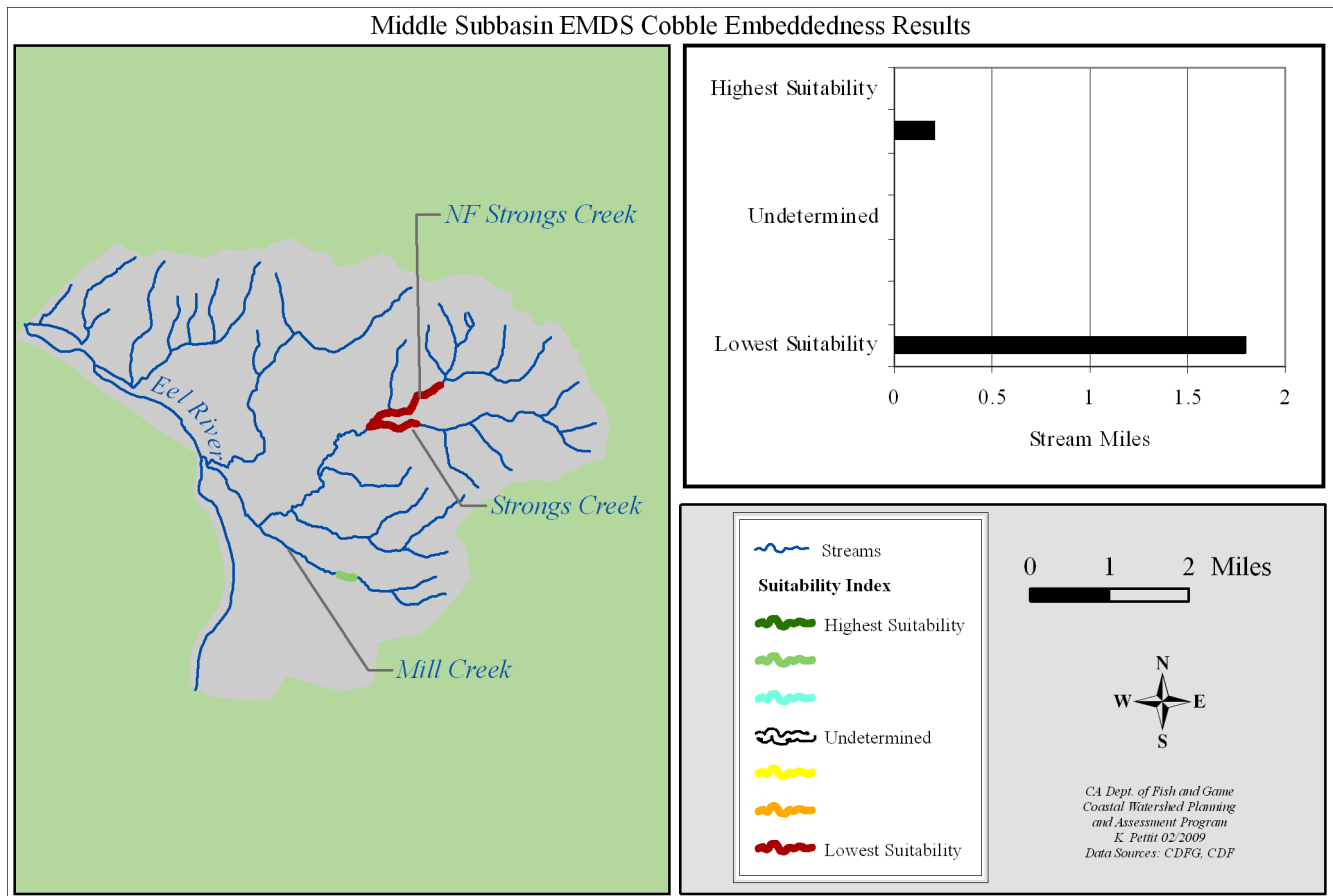 Middle Subbasin EMDS Cobble Embeddedness Results
NF Strongs Creek
Eel River
Strongs Creek
Mill Creek
Highest Suitability
Undetermined
Lowest Suitability
0 0.5 1 1.5 2
Stream Miles
Streams
Suitability Index
Highest Suitability
Undetermined
Lowest Suitability
0 1 2 Miles
N
W E
S
CA Dept. of Fish and Game
Coastal Watershed Planning
and Assessment Program
K Pettit 02/2009
Data Sources: CDFG, CDF